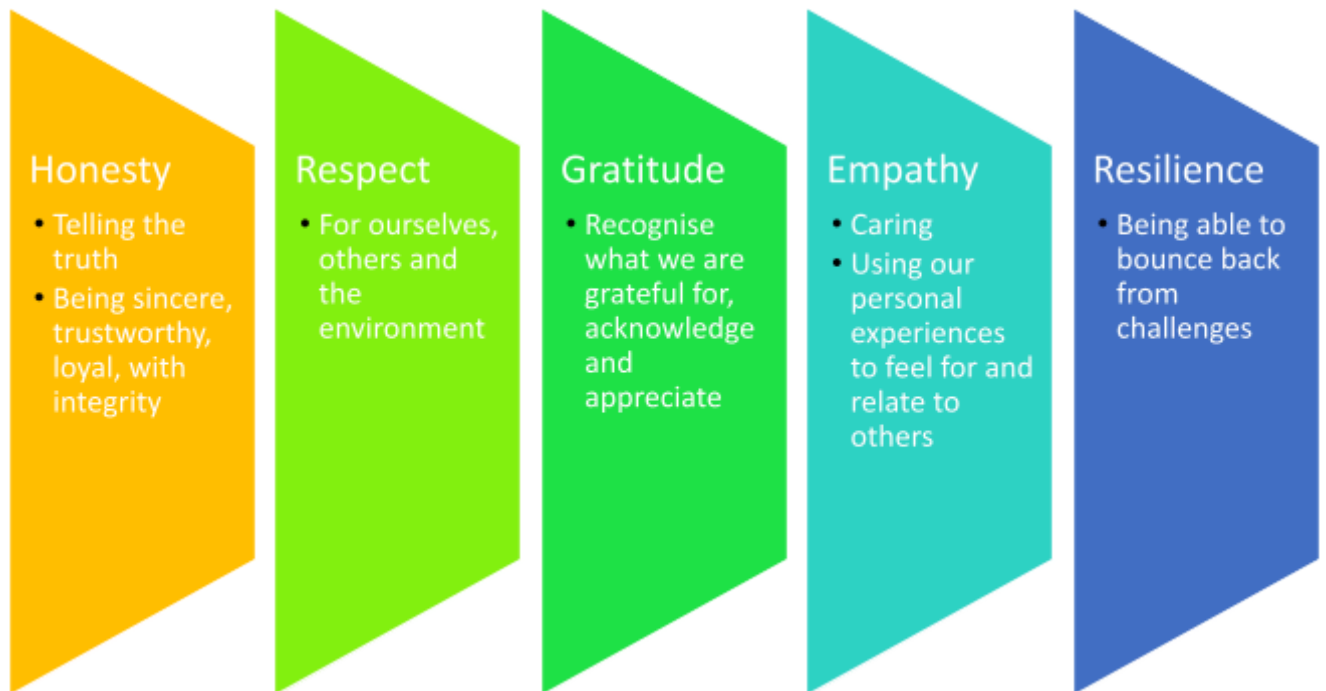 Honesty
• Telling the
truth
• Being sincere,
trustworthy,
loyal, with
integrity
Respect
• For ourselves,
others and
the
environment
Gratitude
• Recognise
what we are
grateful for,
acknowledge
and
appreciate
Empathy
• Caring
• Using our
personal
experiences
to feel for and
relate to
others
Resilience
• Being able to
bounce back
from
challenges